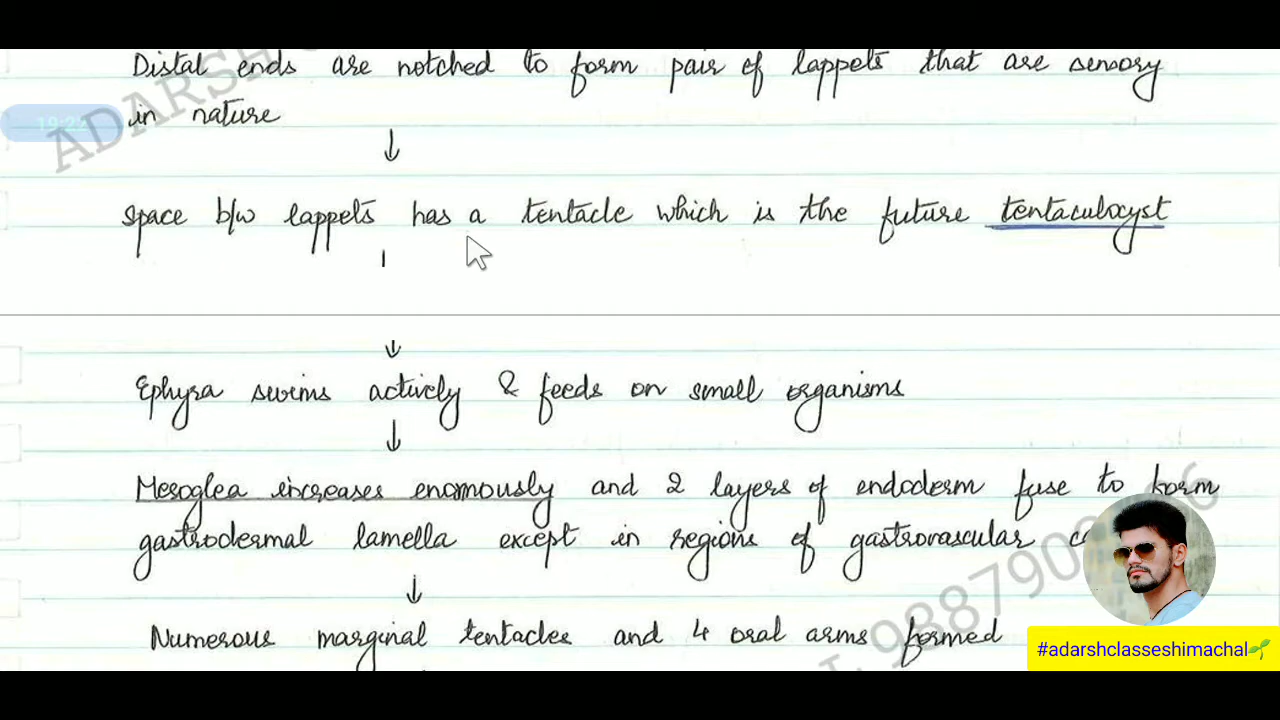 Distal ends are notched to form pair of lappets that are sensory
in nature
19:22
↓
Space b/w lappets has a tentacle which is the future tentaculocyst
↓
Ephyra swims actively & feeds on small organisms
↓
Mesoglea increases enormously and 2 layers of endoderm fuse to form
gastrodermal lamella except in regions of gastrovascular
↓
Numerous marginal tentacles and 4 oral arms formed
#adarshclasseshimachal🌱
ADARSH